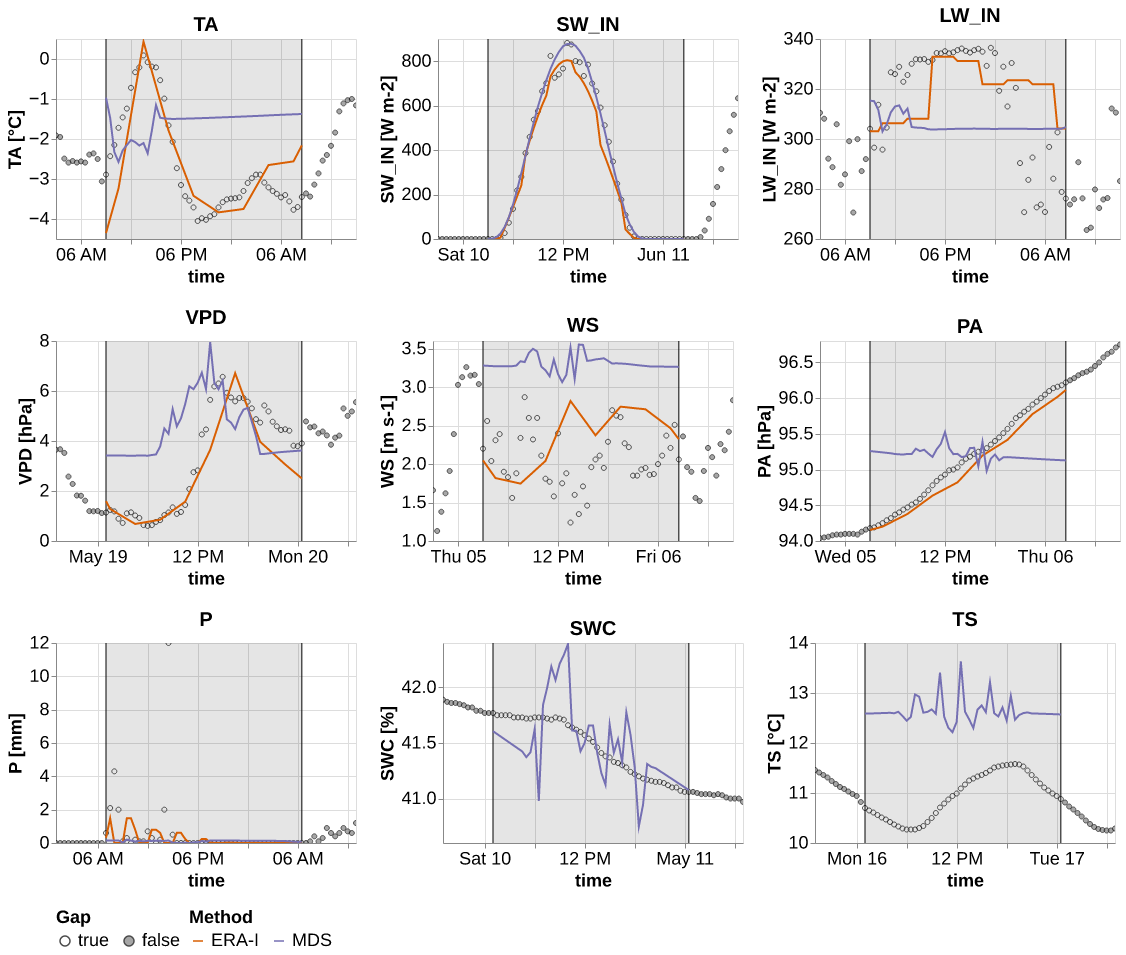 TA
TA [°C]
0
−1
−2
−3
−4
06 AM 06 PM 06 AM
time
SW_IN
SW_IN [W m-2]
800
600
400
200
0
Sat 10 12 PM Jun 11
time
LW_IN
LW_IN [W m-2]
340
320
300
280
260
06 AM 06 PM 06 AM
time
VPD
VPD [hPa]
8
6
4
2
0
May 19 12 PM Mon 20
time
WS
WS [m s-1]
3.5
3.0
2.5
2.0
1.5
1.0
Thu 05 12 PM Fri 06
time
PA
PA [hPa]
96.5
96.0
95.5
95.0
94.5
94.0
Wed 05 12 PM Thu 06
time
P
P [mm]
12
10
8
6
4
2
0
06 AM 06 PM 06 AM
time
SWC
SWC [%]
42.0
41.5
41.0
Sat 10 12 PM May 11
time
TS
TS [°C]
14
13
12
11
10
Mon 16 12 PM Tue 17
time
Gap Method
true false ERA-I MDS